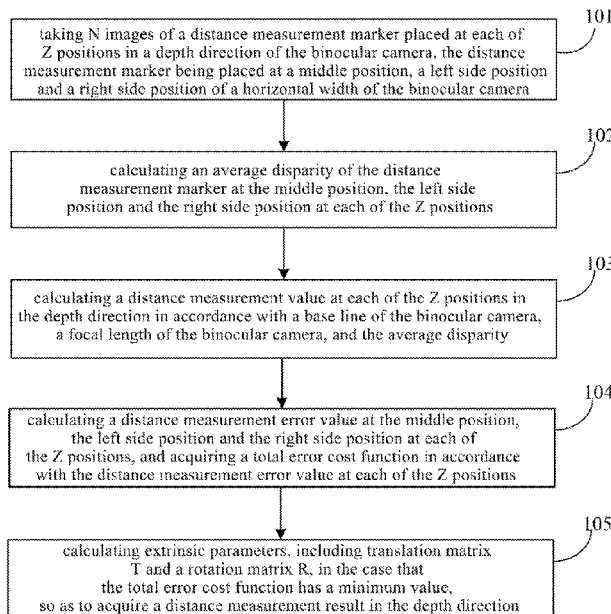 101
taking N images of a distance measurement marker placed at each of
Z positions in a depth direction of the binocular camera, the distance
measurement marker being placed at a middle position, a left side position
and a right side position of a horizontal width of the binocular camera
102
calculating an average disparity of the distance
measurement marker at the middle position, the left side
position and the right side position at each of the Z positions
103
calculating a distance measurement value at each of the Z positions in
the depth direction in accordance with a base line of the binocular camera,
a focal length of the binocular camera, and the average disparity
104
calculating a distance measurement error value at the middle position,
the left side position and the right side position at each of
the Z positions, and acquiring a total error cost function in accordance
with the distance measurement error value at each of the Z positions
105
calculating extrinsic parameters, including translation matrix
T and a rotation matrix R, in the case that
the total error cost function has a minimum value,
so as to acquire a distance measurement result in the depth direction